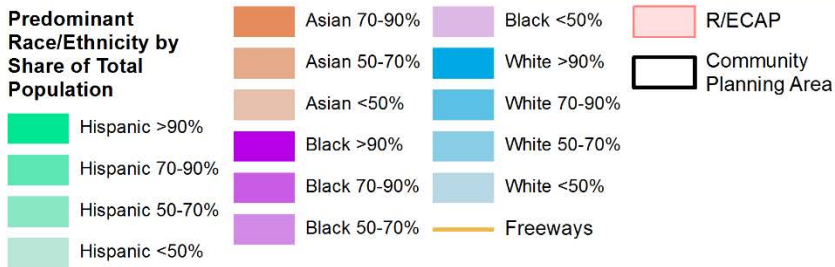 Predominant
Race/Ethnicity by
Share of Total
Population
Hispanic >90%
Hispanic 70-90%
Hispanic 50-70%
Hispanic <50%
Asian 70-90%
Asian 50-70%
Asian <50%
Black >90%
Black 70-90%
Black 50-70%
Black <50%
White >90%
White 70-90%
White 50-70%
White <50%
Freeways
R/ECAP
Community
Planning Area